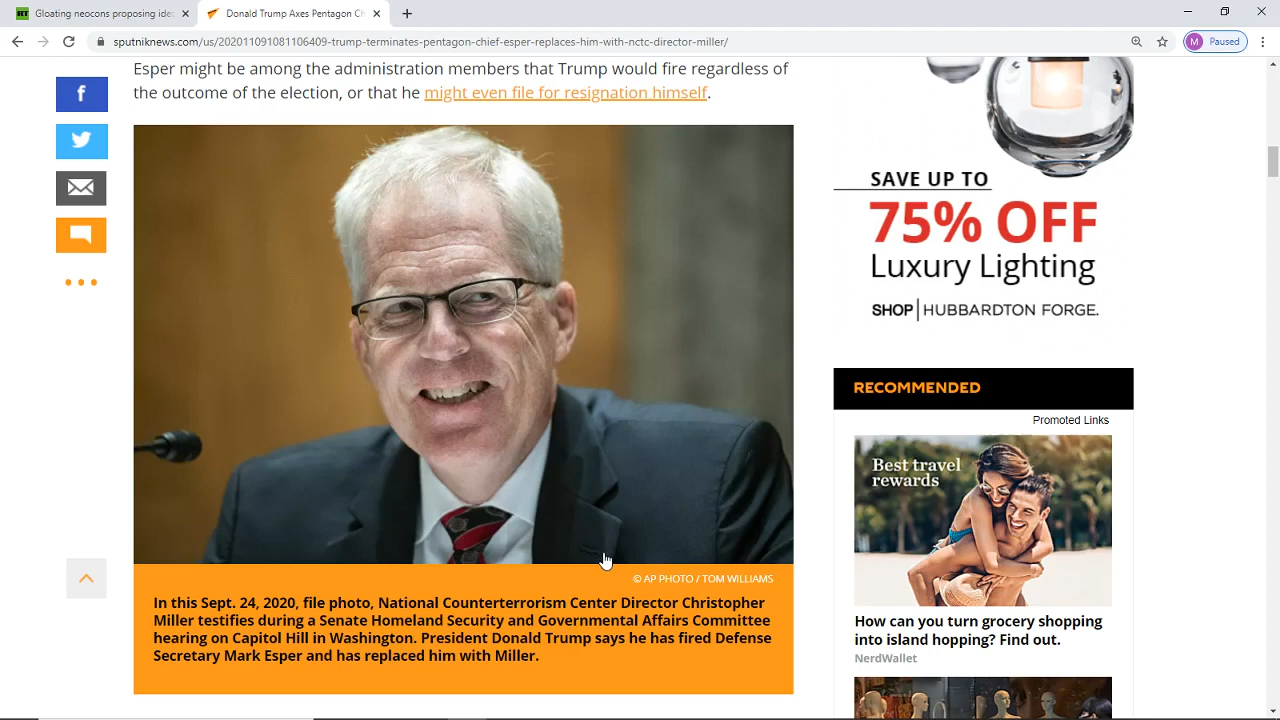 Gloating neocons proposing idea
Donald Trump Axes Pentagon Ch
sputniknews.com/us/202011091081106409-trump-terminates-pentagon-chief-esper-replaces-him-with-nctc-director-miller/
M
Paused
Esper might be among the administration members that Trump would fire regardless of
the outcome of the election, or that he might even file for resignation himself.
© AP PHOTO / TOM WILLIAMS
In this Sept. 24, 2020, file photo, National Counterterrorism Center Director Christopher
Miller testifies during a Senate Homeland Security and Governmental Affairs Committee
hearing on Capitol Hill in Washington. President Donald Trump says he has fired Defense
Secretary Mark Esper and has replaced him with Miller.
SAVE UP TO
75% OFF
Luxury Lighting
SHOP | HUBBARDTON FORGE.
RECOMMENDED
Promoted Links
Best travel
rewards
How can you turn grocery shopping
into island hopping? Find out.
NerdWallet